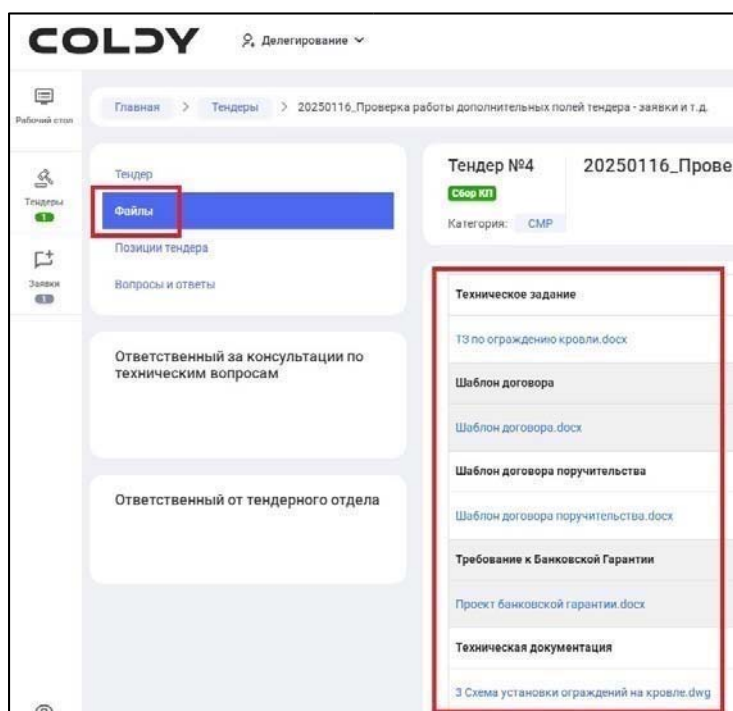 COLDY
Делегирование
Рабочий стол
Главная > Тендеры > 20250116_Проверка работы дополнительных полей тендера - заявки и т.д.
Тендеры
1
Заявки
1
Тендер
Файлы
Позиции тендера
Вопросы и ответы
Ответственный за консультации по
техническим вопросам
Ответственный от тендерного отдела
Тендер №4
20250116_Прове
Сбор КП
Категория: СМР
Техническое задание
ТЗ по ограждению кровли.docx
Шаблон договора
Шаблон договора.docx
Шаблон договора поручительства
Шаблон договора поручительства.docx
Требование к Банковской Гарантии
Проект банковской гарантии.docx
Техническая документация
3 Схема установки ограждений на кровле.dwg